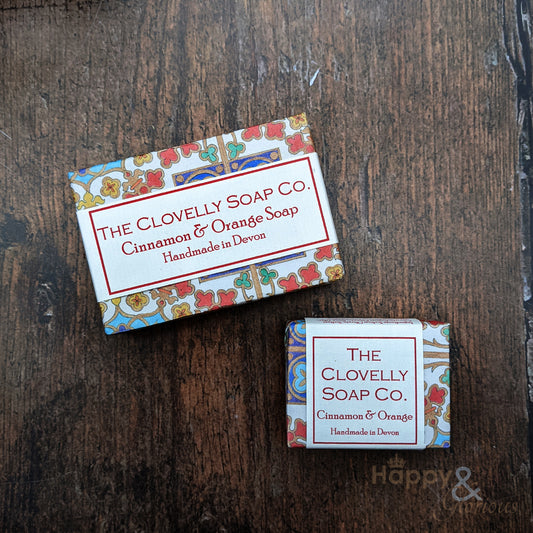 THE CLOVELLY SOAP CO.
Cinnamon & Orange Soap
Handmade in Devon
THE
CLOVELLY
SOAP CO.
Cinnamon & Orange
Handmade in Devon
Happy
&
Glorious